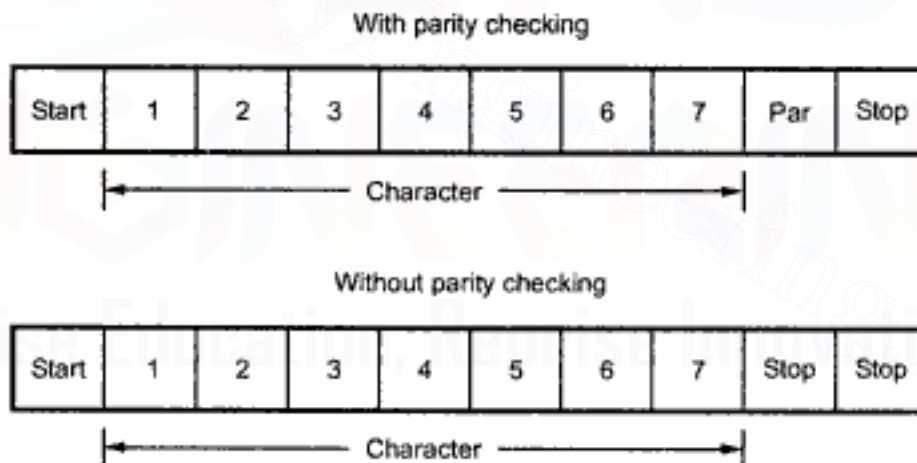 With parity checking
Start 1 2 3 4 5 6 7 Par Stop
Character
Without parity checking
Start 1 2 3 4 5 6 7 Stop Stop
Character